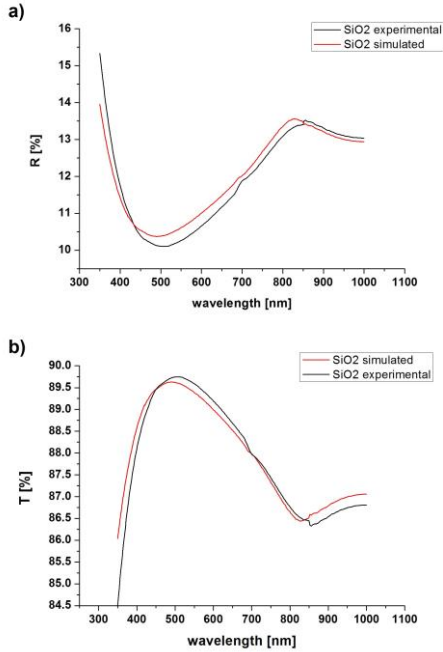 a)
SiO2 experimental
SiO2 simulated
16
15
14
13
12
11
10
R [%]
200 300 400 500 600 700 800 900 1000 1100
wavelength [nm]
b)
SiO2 simulated
SiO2 experimental
90.0
89.5
89.0
88.5
88.0
87.5
87.0
86.5
86.0
85.5
85.0
84.5
T [%]
300 400 500 600 700 800 900 1000 1100
wavelength [nm]